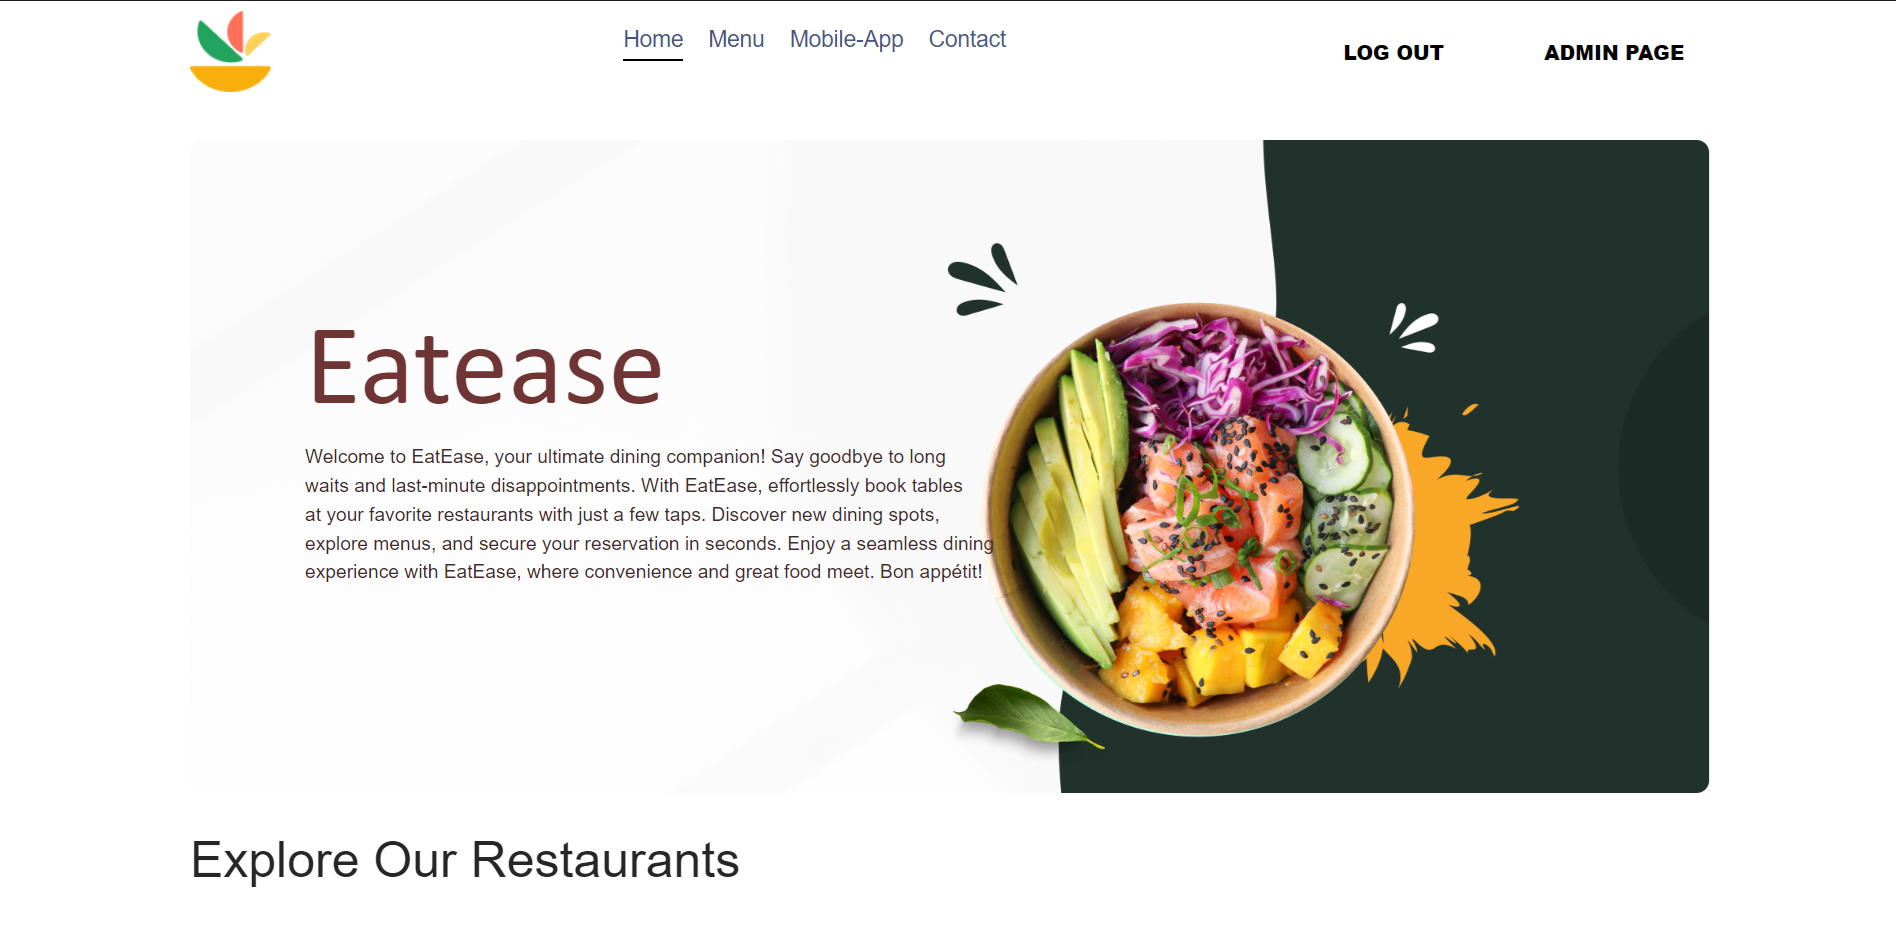 Home Menu Mobile-App Contact
LOG OUT ADMIN PAGE
Eatease
Welcome to EatEase, your ultimate dining companion! Say goodbye to long
waits and last-minute disappointments. With EatEase, effortlessly book tables
at your favorite restaurants with just a few taps. Discover new dining spots,
explore menus, and secure your reservation in seconds. Enjoy a seamless dining
experience with EatEase, where convenience and great food meet. Bon appétit!
Explore Our Restaurants